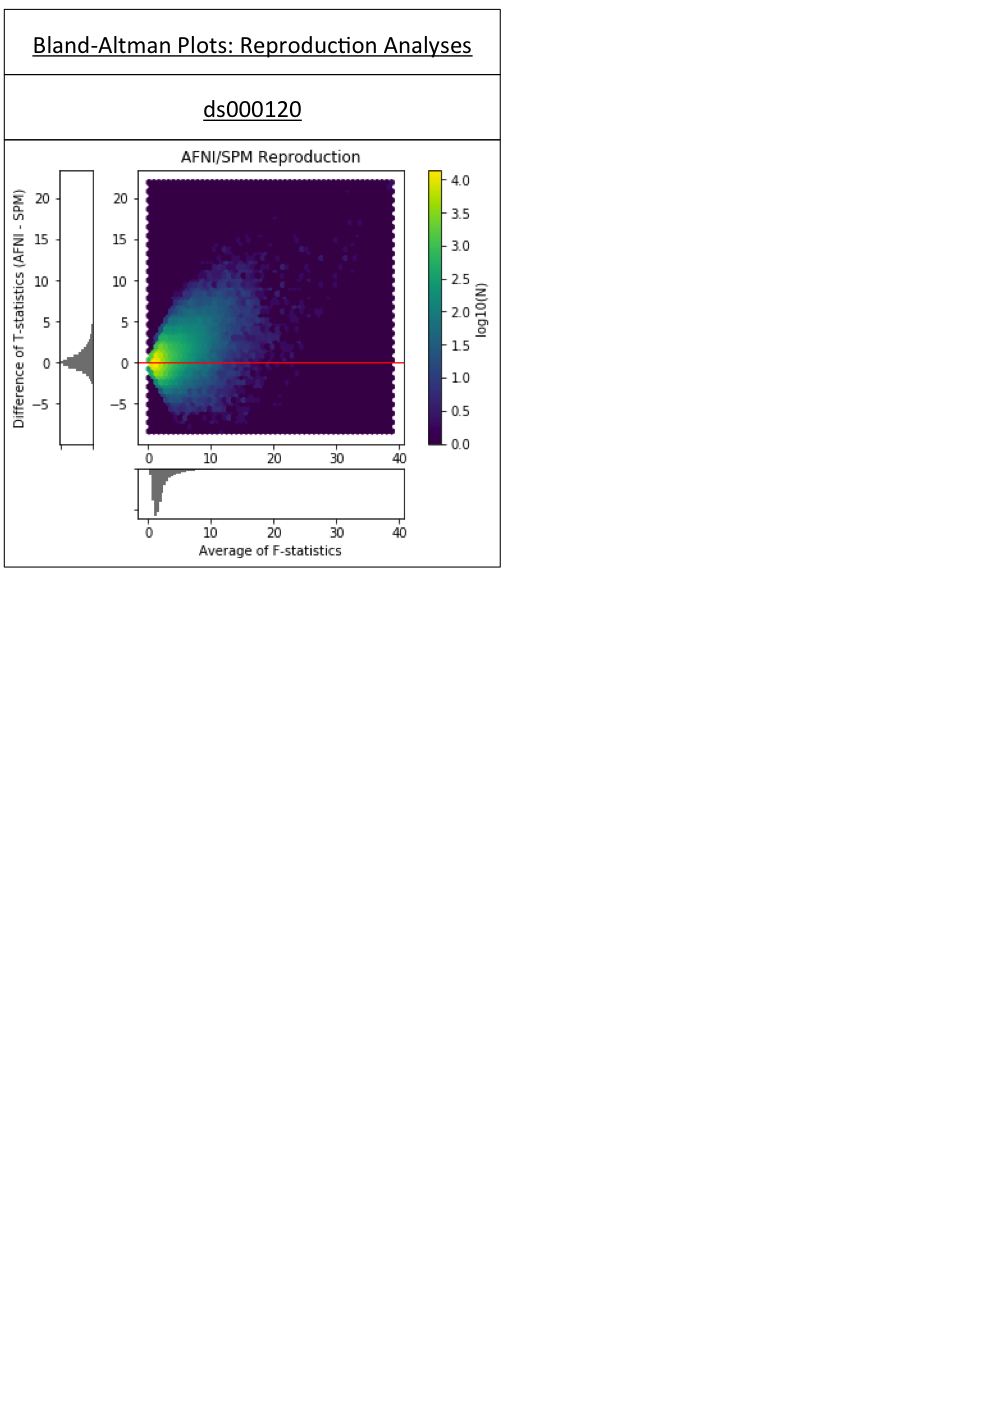 Bland-Altman Plots: Reproduction Analyses
ds000120
AFNI/SPM Reproduction
Difference of T-statistics (AFNI - SPM)
20
15
10
5
0
−5
20
15
10
5
0
−5
0 10 20 30 40
4.0
3.5
3.0
2.5
2.0
1.5
1.0
0.5
0.0
log10(N)
0 10 20 30 40
Average of F-statistics